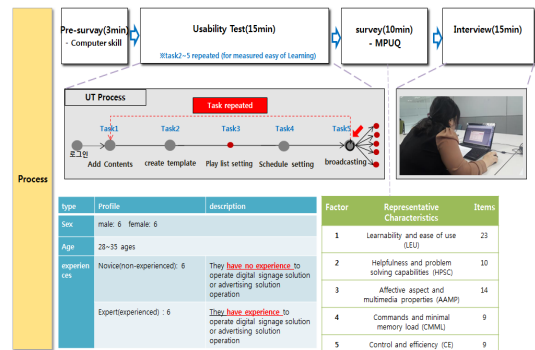 Pre-survay(3min)
- Computer skill
Usability Test(15min)
※task2~5 repeated (for measured easy of Learning)
survey(10min)
- MPUQ
Interview(15min)
Process
UT Process
Task repeated
Task1
Task2
Task3
Task4
Task5
로그인
Add Contents
create template
Play list setting
Schedule setting
broadcasting
type
Profile
description
Sex
male: 6 female: 6
Age
28~35 ages
experien
ces
Novice(non-experienced): 6
They have no experience to
operate digital signage solution
or advertising solution
operation
Expert(experienced) : 6
They have experience to
operate digital signage solution
or advertising solution
operation
Factor
Representative
Characteristics
Items
1
Learnability and ease of use
(LEU)
23
2
Helpfulness and problem
solving capabilities (HPSC)
10
3
Affective aspect and
multimedia properties (AAMP)
14
4
Commands and minimal
memory load (CMML)
9
5
Control and efficiency (CE)
9